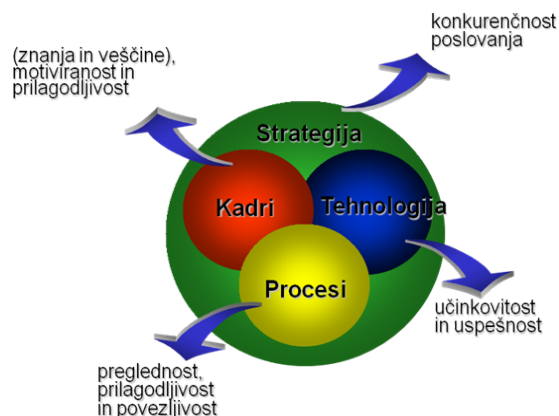 konkurenčnost
poslovanja
(znanja in veščine),
motiviranost in
prilagodljivost
Strategija
Kadri
Tehnologija
Procesi
učinkovitost
in uspešnost
preglednost,
prilagodljivost
in povezljivost